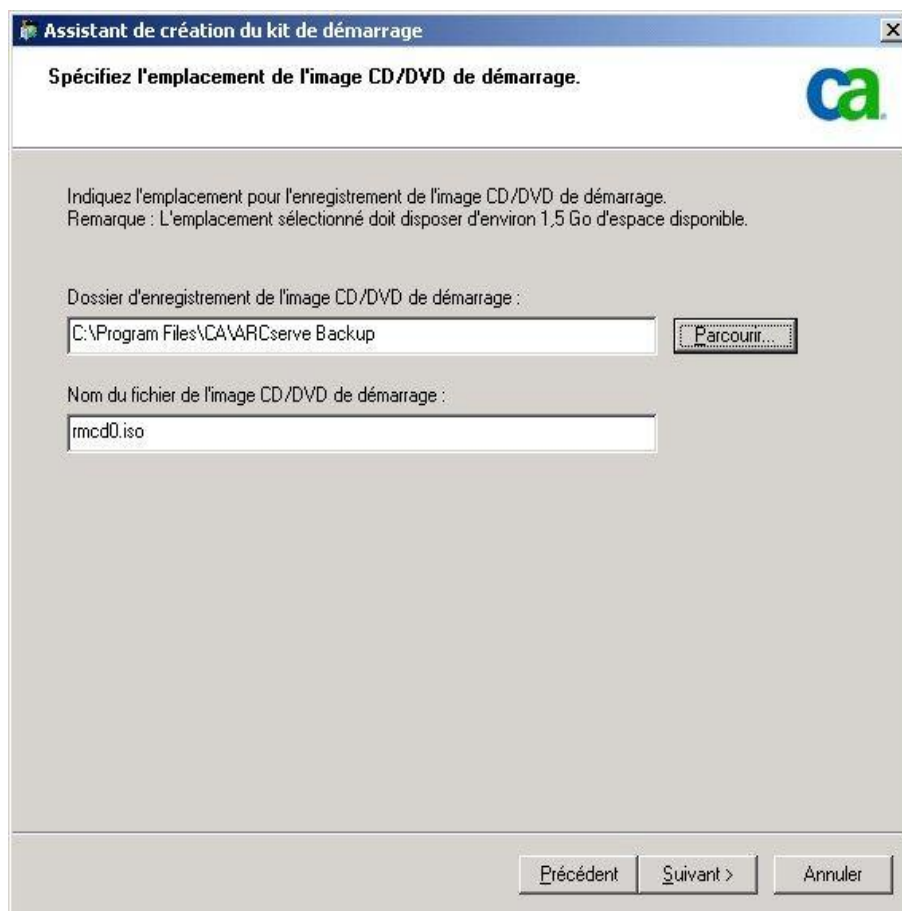 Assistant de création du kit de démarrage
Spécifiez l'emplacement de l'image CD/DVD de démarrage.
ca
Indiquez l'emplacement pour l'enregistrement de l'image CD/DVD de démarrage.
Remarque : L'emplacement sélectionné doit disposer d'environ 1,5 Go d'espace disponible.
Dossier d'enregistrement de l'image CD/DVD de démarrage :
C:\Program Files\CA\ARCserve Backup
Parcourir...
Nom du fichier de l'image CD/DVD de démarrage :
rmcd0.iso
Précédent
Suivant >
Annuler